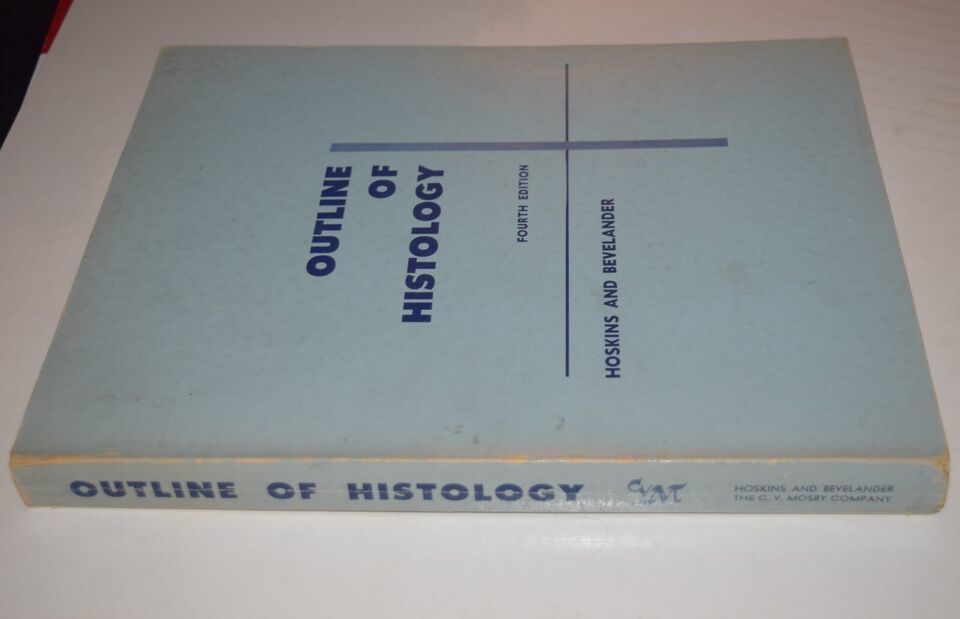 OUTLINE
OF
HISTOLOGY
FOURTH EDITION
HOSKINS AND BEVELANDER
OUTLINE OF HISTOLOGY
HOSKINS AND BEVELANDER
THE C. V. MOSBY COMPANY